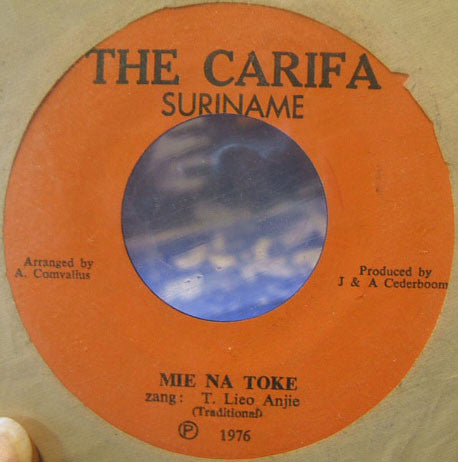 THE CARIFA
SURINAME
Arranged by
A. Comvalius
Produced by
J & A Cederboom
MIE NA TOKE
zang: T. Lieo Anjie
(Traditional)
Ⓟ 1976